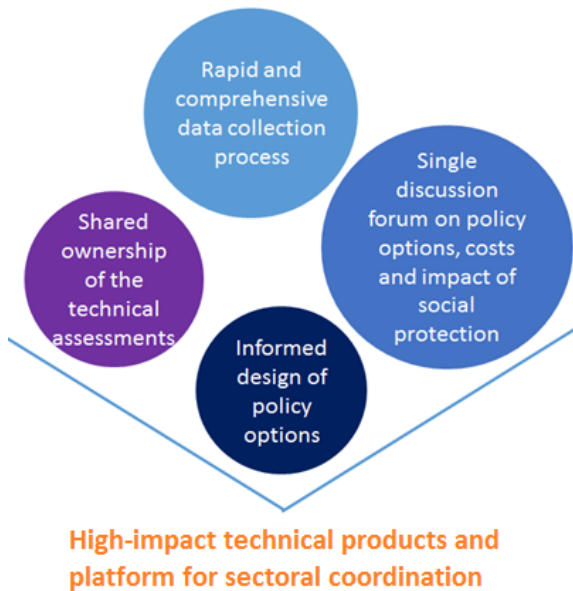 Rapid and
comprehensive
data collection
process
Single
discussion
forum on policy
options, costs
and impact of
social
protection
Shared
ownership
of the
technical
assessments
Informed
design of
policy
options
High-impact technical products and
platform for sectoral coordination